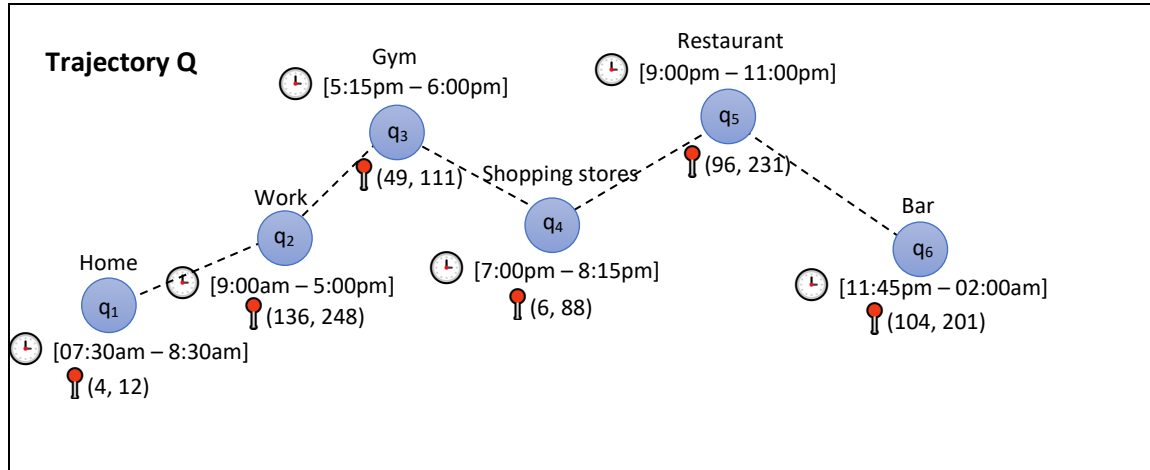 Trajectory Q
Home
q1
[07:30am – 8:30am]
(4, 12)
Work
q2
[9:00am – 5:00pm]
(136, 248)
Gym
[5:15pm – 6:00pm]
q3
(49, 111)
Shopping stores
q4
[7:00pm – 8:15pm]
(6, 88)
Restaurant
[9:00pm – 11:00pm]
q5
(96, 231)
Bar
q6
[11:45pm – 02:00am]
(104, 201)